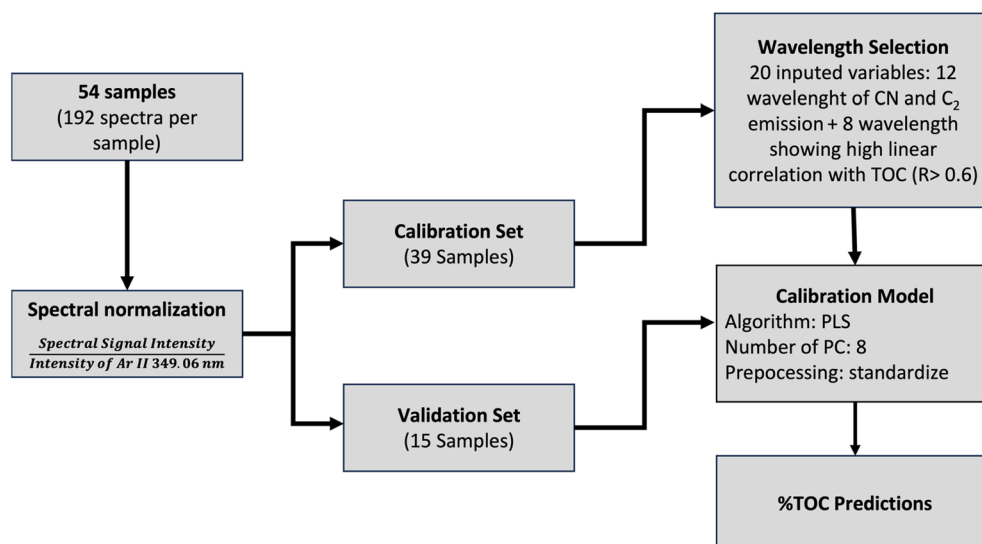 54 samples
(192 spectra per
sample)
Spectral normalization
Spectral Signal Intensity
Intensity of Ar II 349.06 nm
Calibration Set
(39 Samples)
Validation Set
(15 Samples)
Wavelength Selection
20 inputed variables: 12
wavelenght of CN and C₂
emission + 8 wavelength
showing high linear
correlation with TOC (R> 0.6)
Calibration Model
Algorithm: PLS
Number of PC: 8
Prepocessing: standardize
%TOC Predictions